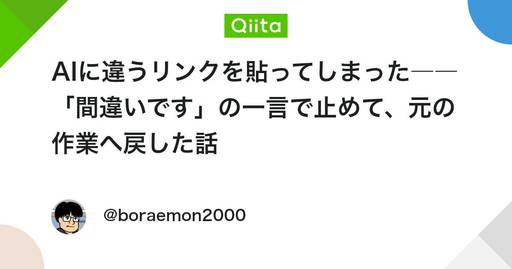 Qiita
AIに違うリンクを貼ってしまった──
「間違いです」の一言で止めて、元の
作業へ戻した話
@boraemon2000